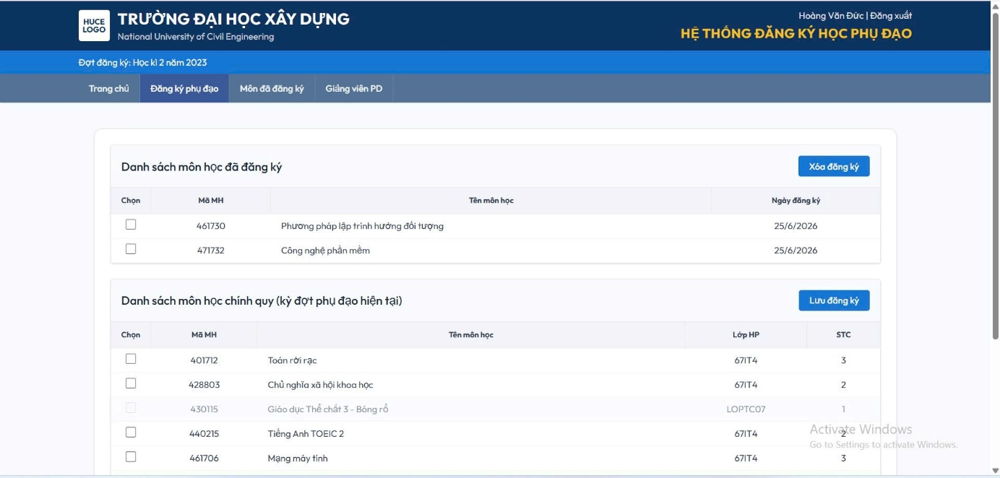 HUCE LOGO
TRƯỜNG ĐẠI HỌC XÂY DỰNG
National University of Civil Engineering
Hoàng Văn Đức | Đăng xuất
HỆ THỐNG ĐĂNG KÝ HỌC PHỤ ĐẠO
Đợt đăng ký: Học kì 2 năm 2023
Trang chủ Đăng ký phụ đạo Môn đã đăng ký Giảng viên PD
Danh sách môn học đã đăng ký Xóa đăng ký
Chọn Mã MH Tên môn học Ngày đăng ký
461730 Phương pháp lập trình hướng đối tượng 25/6/2026
471732 Công nghệ phần mềm 25/6/2026
Danh sách môn học chính quy (kỳ đợt phụ đạo hiện tại) Lưu đăng ký
Chọn Mã MH Tên môn học Lớp HP STC
401712 Toán rời rạc 67IT4 3
428803 Chủ nghĩa xã hội khoa học 67IT4 2
430115 Giáo dục Thể chất 3 - Bóng rổ LOPTC07 1
440215 Tiếng Anh TOEIC 2 67IT4 2
461706 Mạng máy tính 67IT4 3
Activate Windows
Go to Settings to activate Windows.